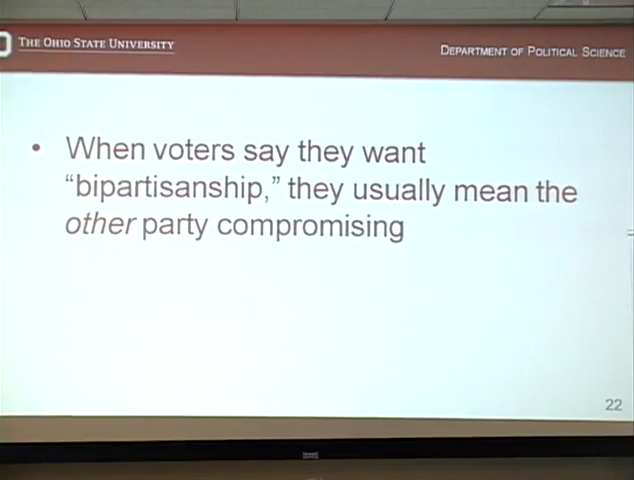 THE OHIO STATE UNIVERSITY
DEPARTMENT OF POLITICAL SCIENCE
• When voters say they want
“bipartisanship,” they usually mean the
other party compromising
22